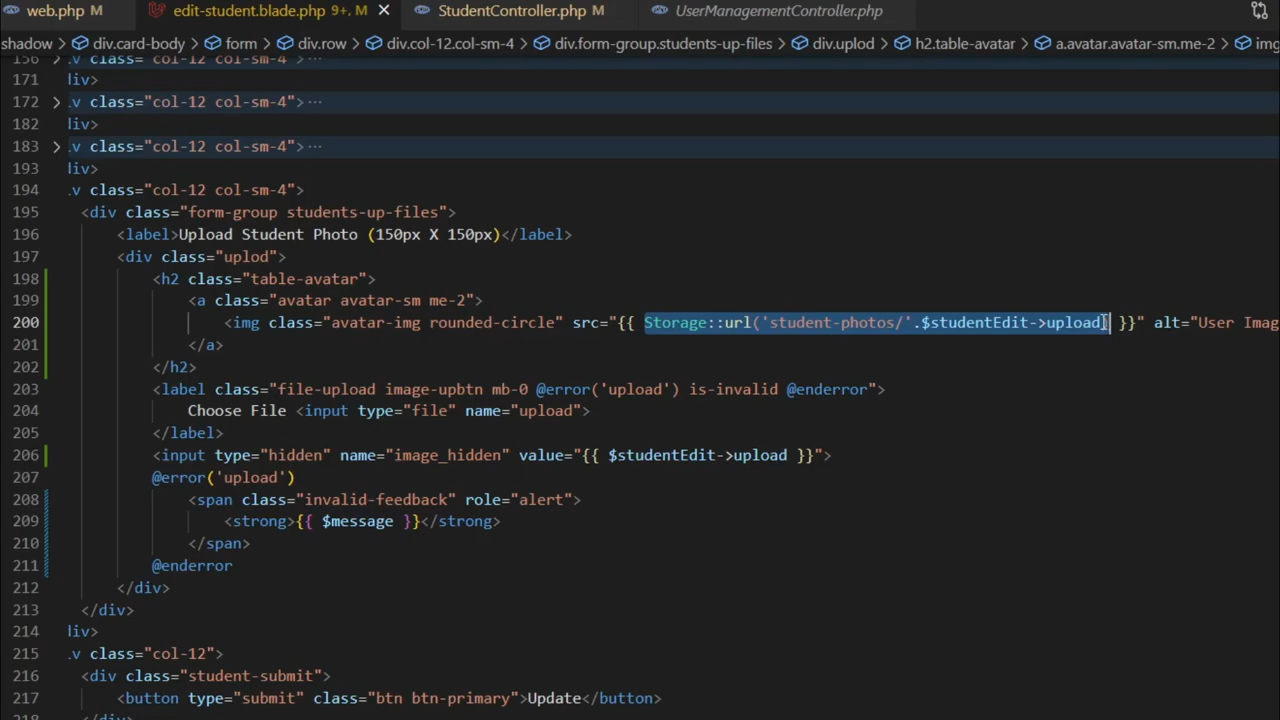 web.php M edit-student.blade.php 9+, M StudentController.php M UserManagementController.php
shadow > div.card-body > form > div.row > div.col-12.col-sm-4 > div.form-group.students-up-files > div.uplod > h2.table-avatar > a.avatar.avatar-sm.me-2 > img
156 .v class="col-12 col-sm-4">
171 liv>
172 .v class="col-12 col-sm-4">
182 liv>
183 .v class="col-12 col-sm-4">
193 liv>
194 .v class="col-12 col-sm-4">
195 <div class="form-group students-up-files">
196 <label>Upload Student Photo (150px X 150px)</label>
197 <div class="uplod">
198 <h2 class="table-avatar">
199 <a class="avatar avatar-sm me-2">
200 <img class="avatar-img rounded-circle" src="{{ Storage::url('student-photos/'.$studentEdit->upload) }}" alt="User Imag
201 </a>
202 </h2>
203 <label class="file-upload image-upbtn mb-0 @error('upload') is-invalid @enderror">
204 Choose File <input type="file" name="upload">
205 </label>
206 <input type="hidden" name="image_hidden" value="{{ $studentEdit->upload }}">
207 @error('upload')
208 <span class="invalid-feedback" role="alert">
209 <strong>{{ $message }}</strong>
210 </span>
211 @enderror
212 </div>
213 </div>
214 liv>
215 .v class="col-12">
216 <div class="student-submit">
217 <button type="submit" class="btn btn-primary">Update</button>
218 </div>